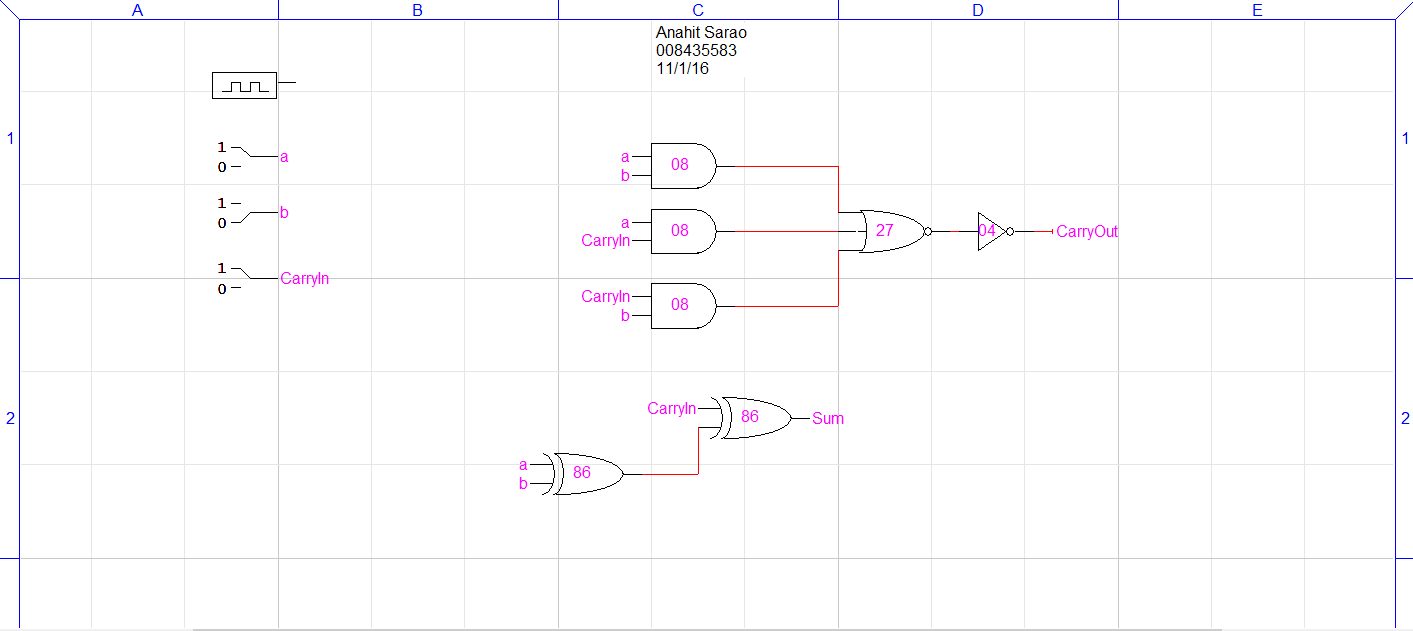 A B C D E
Anahit Sarao
008435583
11/1/16
1 1
1
0
a
1
0
b
1
0
CarryIn
a
b
08
a
CarryIn
08
27
04
CarryOut
CarryIn
b
08
2 2
CarryIn
86
Sum
a
b
86